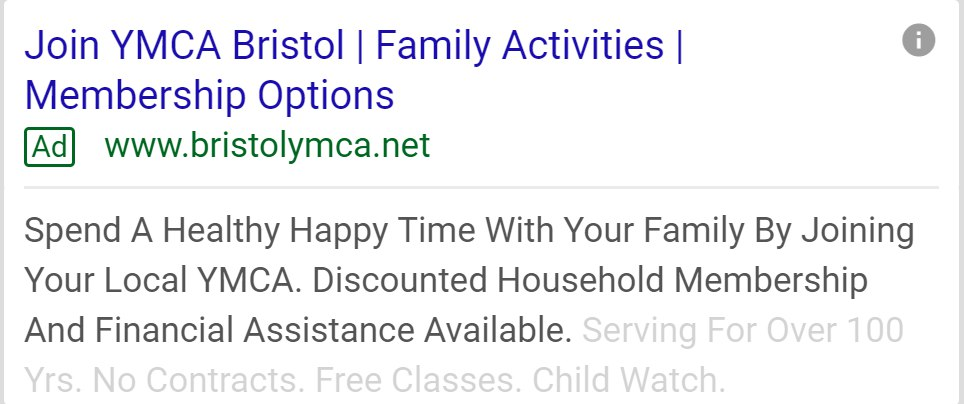 Join YMCA Bristol | Family Activities |
Membership Options
Ad www.bristolymca.net
Spend A Healthy Happy Time With Your Family By Joining
Your Local YMCA. Discounted Household Membership
And Financial Assistance Available. Serving For Over 100
Yrs. No Contracts. Free Classes. Child Watch.